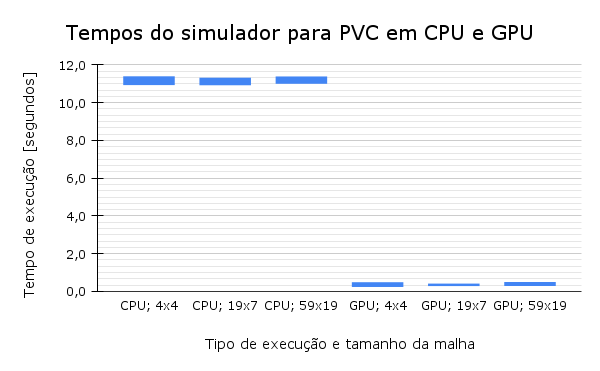 Tempos do simulador para PVC em CPU e GPU
Tempo de execução [segundos]
12,0
10,0
8,0
6,0
4,0
2,0
0,0
CPU; 4x4 CPU; 19x7 CPU; 59x19 GPU; 4x4 GPU; 19x7 GPU; 59x19
Tipo de execução e tamanho da malha